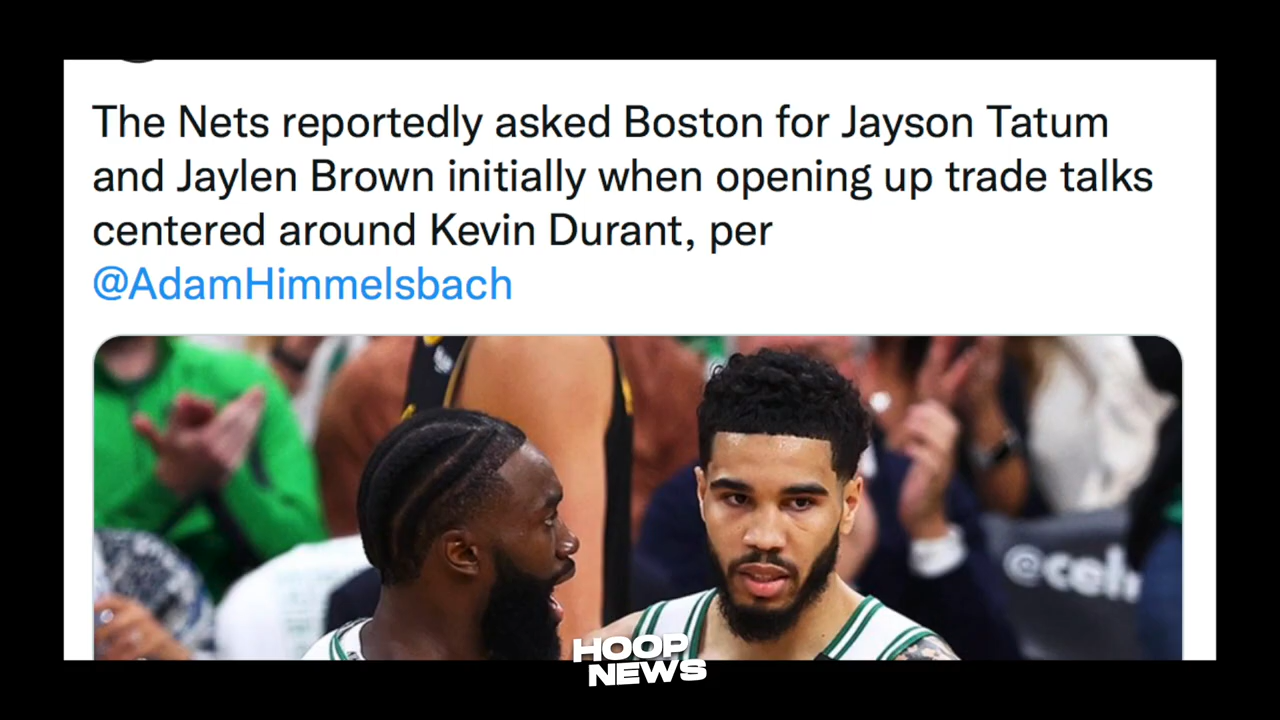 The Nets reportedly asked Boston for Jayson Tatum
and Jaylen Brown initially when opening up trade talks
centered around Kevin Durant, per
@AdamHimmelsbach
HOOP
NEWS